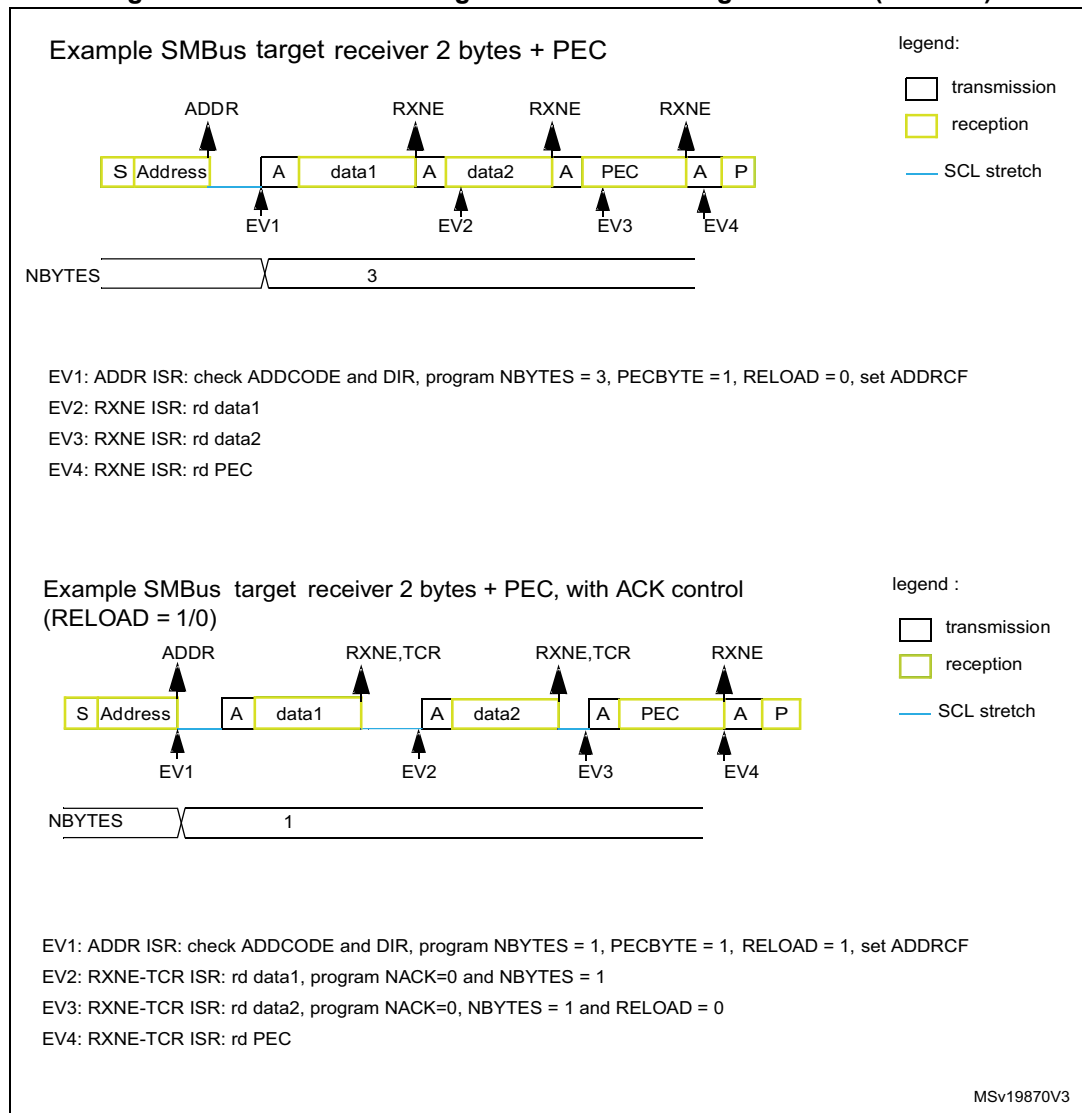 Example SMBus target receiver 2 bytes + PEC
legend:
transmission
reception
SCL stretch
ADDR RXNE RXNE RXNE
S Address A data1 A data2 A PEC A P
EV1 EV2 EV3 EV4
NBYTES 3
EV1: ADDR ISR: check ADDCODE and DIR, program NBYTES = 3, PECBYTE =1, RELOAD = 0, set ADDRCF
EV2: RXNE ISR: rd data1
EV3: RXNE ISR: rd data2
EV4: RXNE ISR: rd PEC
Example SMBus target receiver 2 bytes + PEC, with ACK control
(RELOAD = 1/0)
legend :
transmission
reception
SCL stretch
ADDR RXNE,TCR RXNE,TCR RXNE
S Address A data1 A data2 A PEC A P
EV1 EV2 EV3 EV4
NBYTES 1
EV1: ADDR ISR: check ADDCODE and DIR, program NBYTES = 1, PECBYTE = 1, RELOAD = 1, set ADDRCF
EV2: RXNE-TCR ISR: rd data1, program NACK=0 and NBYTES = 1
EV3: RXNE-TCR ISR: rd data2, program NACK=0, NBYTES = 1 and RELOAD = 0
EV4: RXNE-TCR ISR: rd PEC
MSv19870V3